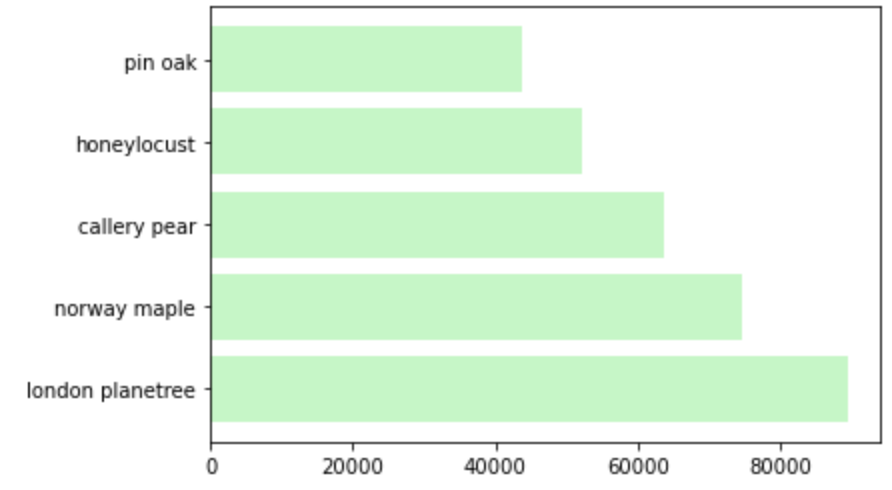 pin oak
honeylocust
callery pear
norway maple
london planetree
0 20000 40000 60000 80000